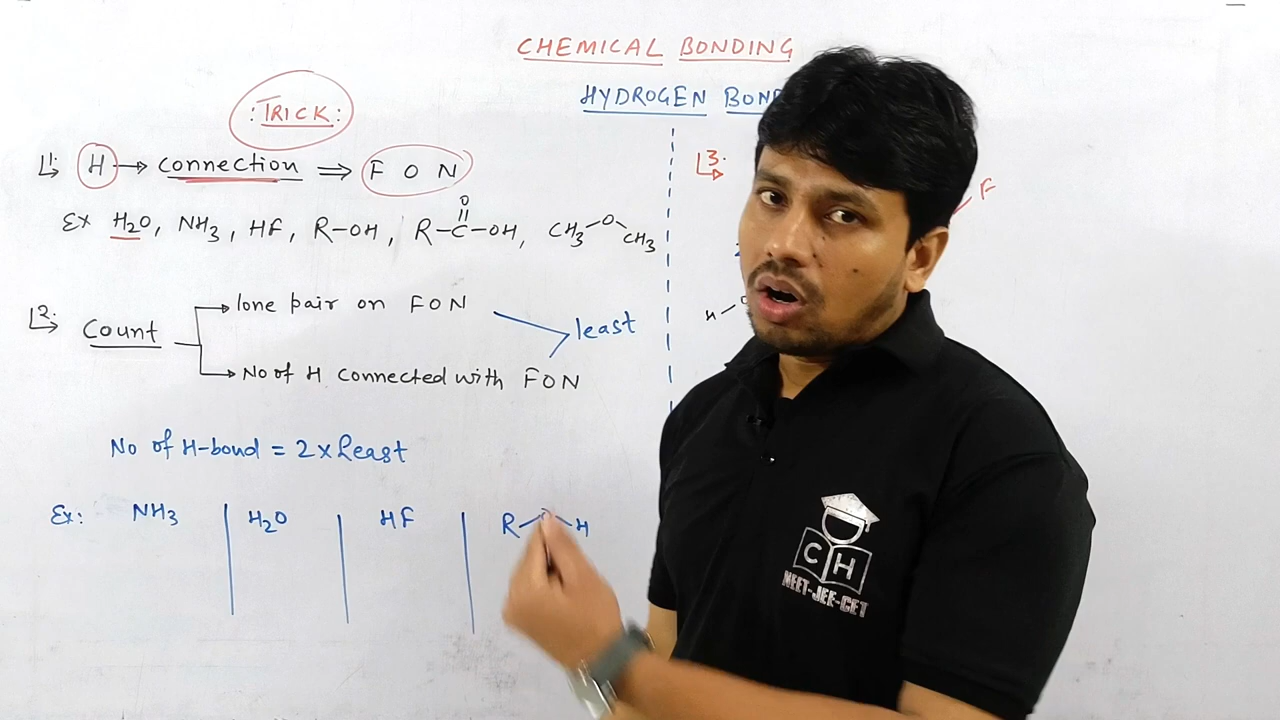 CHEMICAL BONDING
HYDROGEN BOND
: TRICK :
1. H → connection ⇒ F O N
Ex H₂O, NH₃, HF, R-OH, R-C-OH, CH₃ O CH₃
O
2. Count
lone pair on F O N
No of H connected with F O N
least
No of H-bond = 2 x Least
Ex: NH₃ | H₂O | HF | R O H
3.
F
H
C H
NEET-JEE-CET